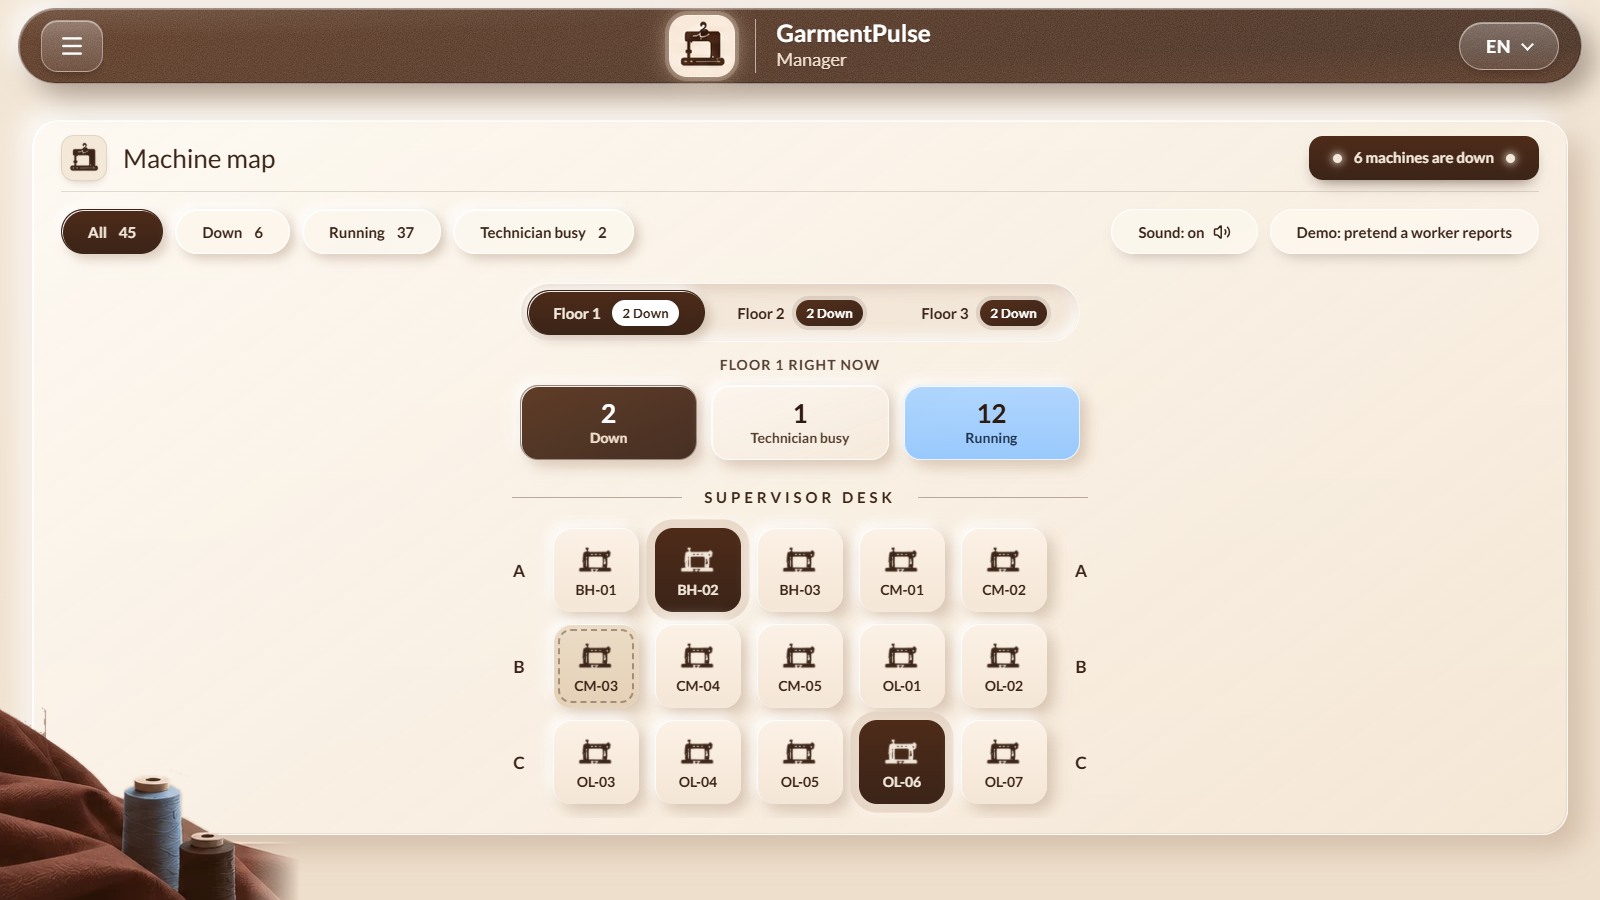 GarmentPulse
Manager
EN
Machine map
6 machines are down
All 45
Down 6
Running 37
Technician busy 2
Sound: on
Demo: pretend a worker reports
Floor 1 2 Down
Floor 2 2 Down
Floor 3 2 Down
FLOOR 1 RIGHT NOW
2
Down
1
Technician busy
12
Running
SUPERVISOR DESK
A BH-01 BH-02 BH-03 CM-01 CM-02 A
B CM-03 CM-04 CM-05 OL-01 OL-02 B
C OL-03 OL-04 OL-05 OL-06 OL-07 C